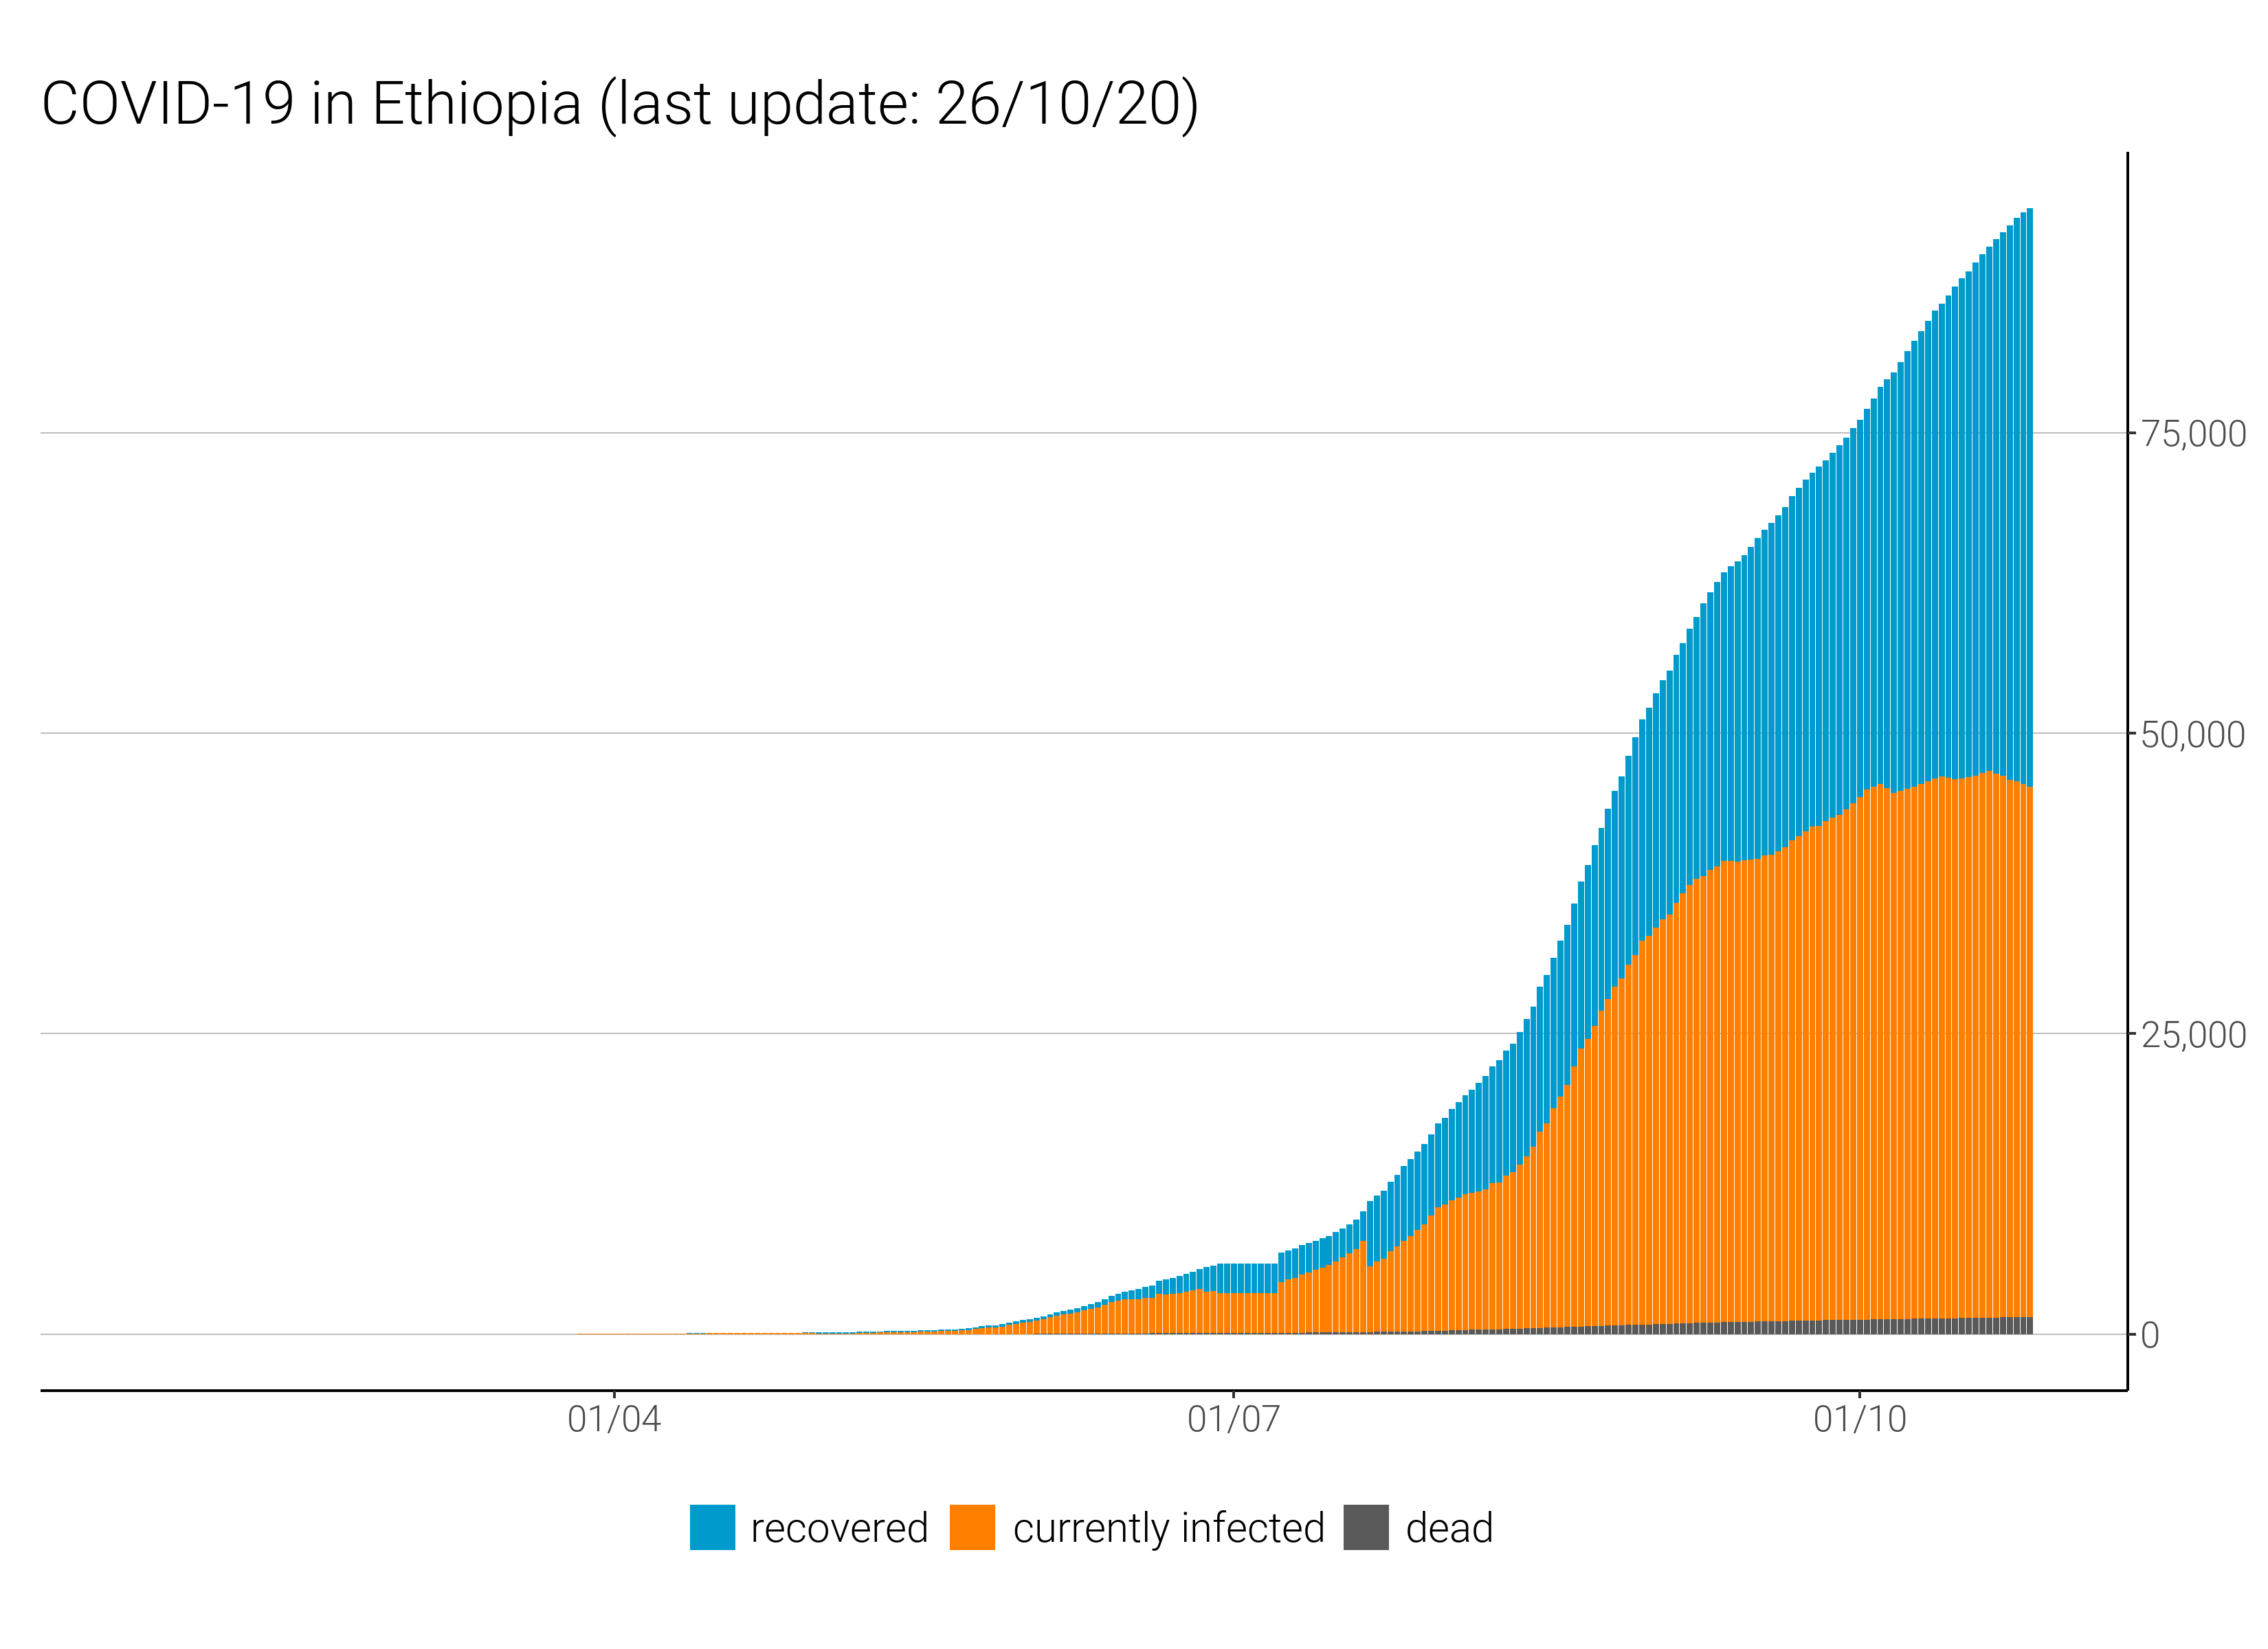 COVID-19 in Ethiopia (last update: 26/10/20)
75,000
50,000
25,000
0
01/04 01/07 01/10
recovered currently infected dead